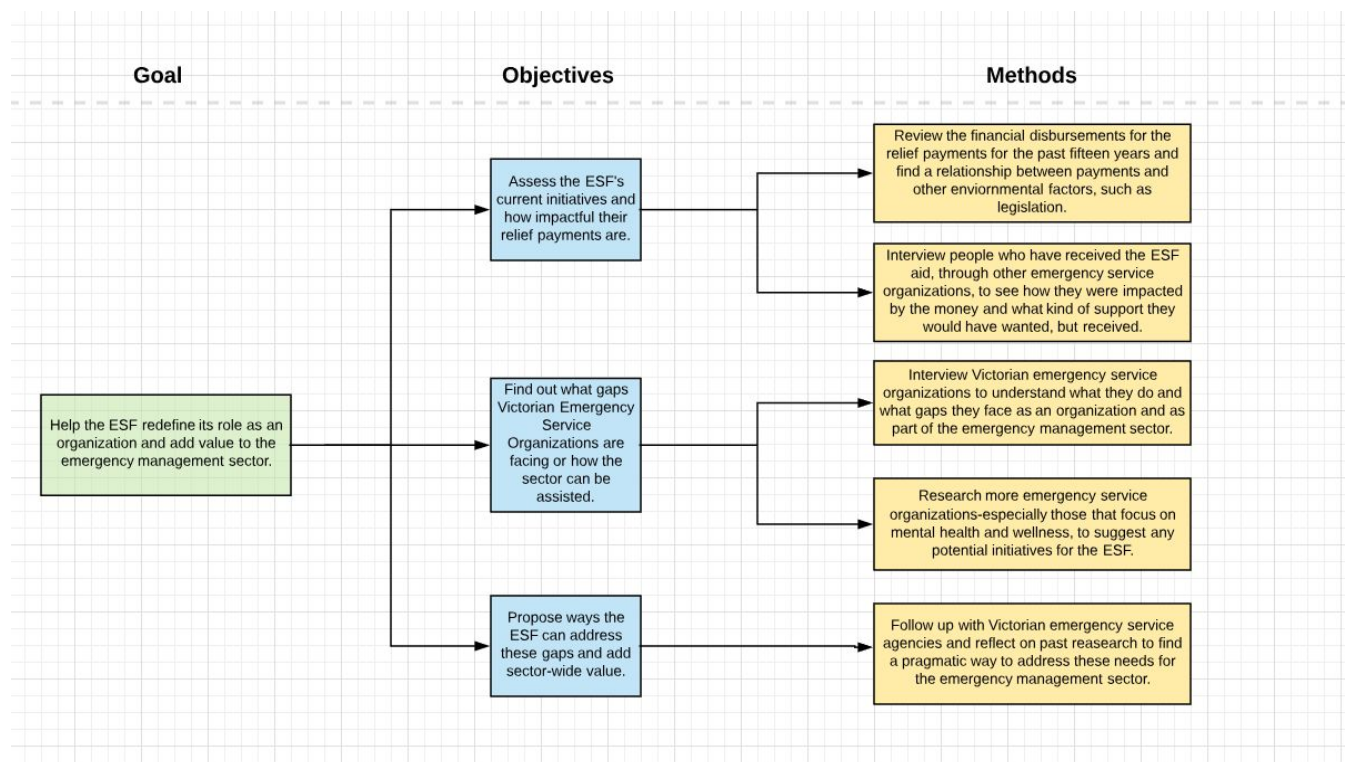 Goal
Objectives
Methods
Help the ESF redefine its role as an
organization and add value to the
emergency management sector.
Assess the ESF's
current initiatives and
how impactful their
relief payments are.
Review the financial disbursements for the
relief payments for the past fifteen years and
find a relationship between payments and
other enviornmental factors, such as
legislation.
Interview people who have received the ESF
aid, through other emergency service
organizations, to see how they were impacted
by the money and what kind of support they
would have wanted, but received.
Find out what gaps
Victorian Emergency
Service
Organizations are
facing or how the
sector can be
assisted.
Interview Victorian emergency service
organizations to understand what they do and
what gaps they face as an organization and as
part of the emergency management sector.
Research more emergency service
organizations-especially those that focus on
mental health and wellness, to suggest any
potential initiatives for the ESF.
Propose ways the
ESF can address
these gaps and add
sector-wide value.
Follow up with Victorian emergency service
agencies and reflect on past reasearch to find
a pragmatic way to address these needs for
the emergency management sector.